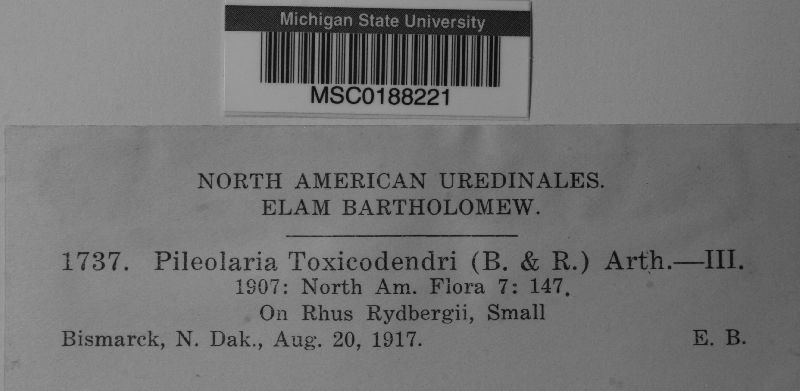 Michigan State University
MSC0188221
NORTH AMERICAN UREDINALES.
ELAM BARTHOLOMEW.
1737. Pileolaria Toxicodendri (B. & R.) Arth.—III.
1907: North Am. Flora 7: 147.
On Rhus Rydbergii, Small
Bismarck, N. Dak., Aug. 20, 1917. E. B.